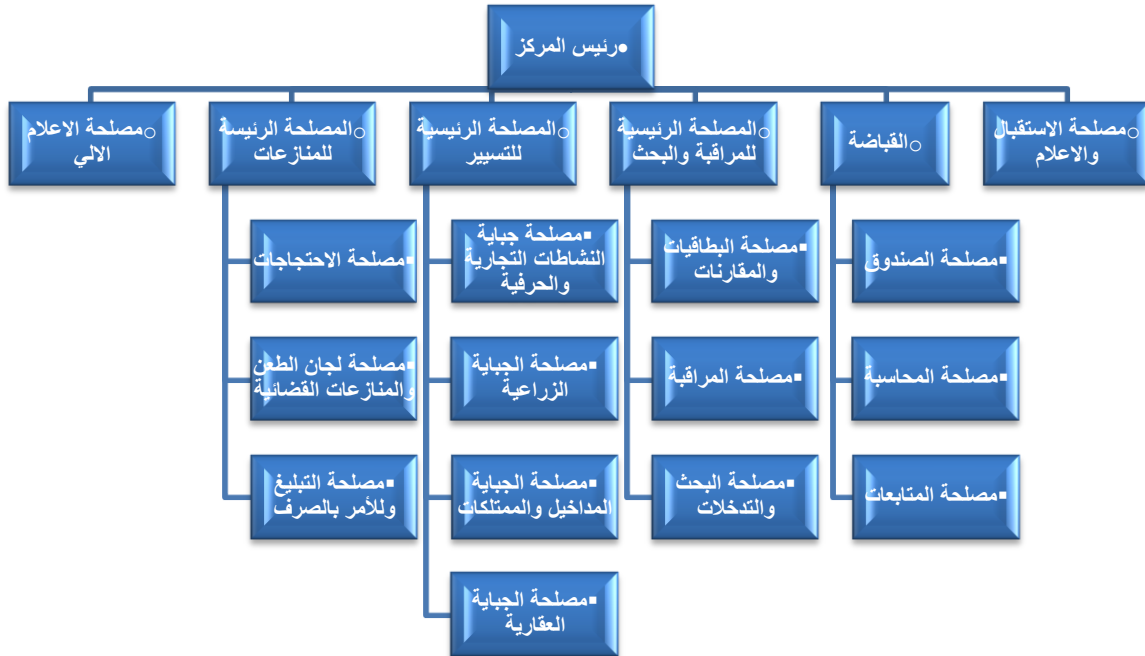 •رئيس المركز
○مصلحة الاستقبال
والاعلام
○القباضة
▪مصلحة الصندوق
▪مصلحة المحاسبة
▪مصلحة المتابعات
○المصلحة الرئيسية
للمراقبة والبحث
▪مصلحة البطاقيات
والمقارنات
▪مصلحة المراقبة
▪مصلحة البحث
والتدخلات
○المصلحة الرئيسية
للتسيير
▪مصلحة جباية
النشاطات التجارية
والحرفية
▪مصلحة الجباية
الزراعية
▪مصلحة الجباية
المداخيل والممتلكات
▪مصلحة الجباية
العقارية
○المصلحة الرئيسة
للمنازعات
▪مصلحة الاحتجاجات
▪مصلحة لجان الطعن
والمنازعات القضائية
▪مصلحة التبليغ
وللأمر بالصرف
○مصلحة الاعلام
الالي